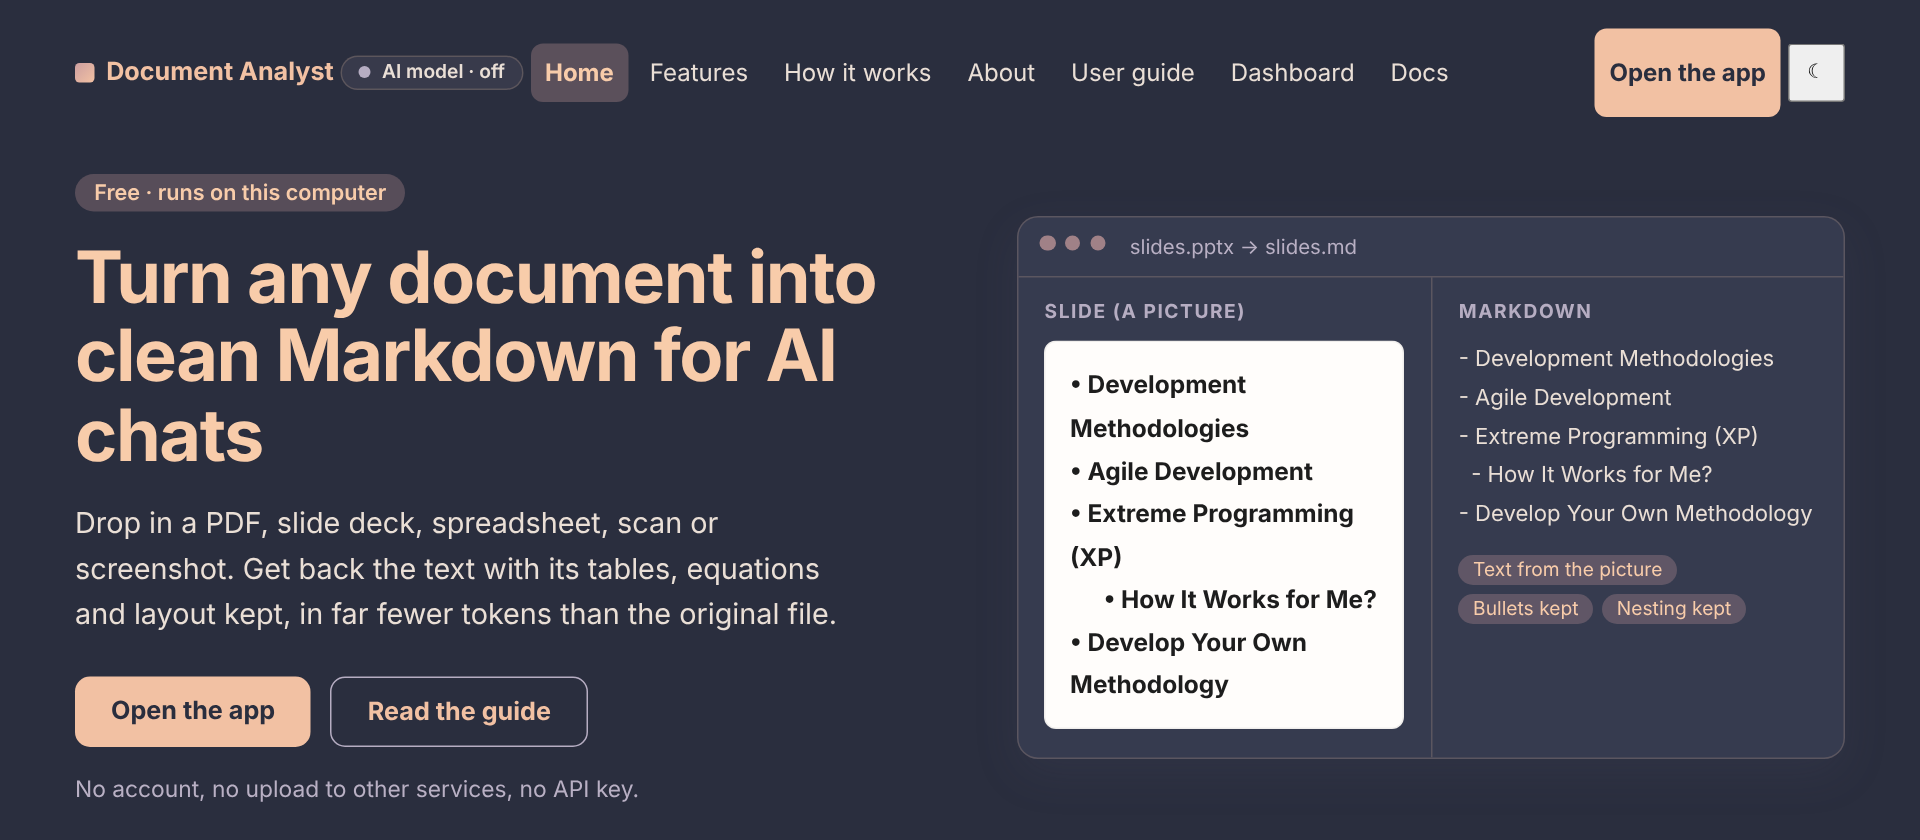 Document Analyst
AI model · off
Home
Features
How it works
About
User guide
Dashboard
Docs
Open the app
☾
Free · runs on this computer
Turn any document into
clean Markdown for AI
chats
Drop in a PDF, slide deck, spreadsheet, scan or
screenshot. Get back the text with its tables, equations
and layout kept, in far fewer tokens than the original file.
Open the app
Read the guide
No account, no upload to other services, no API key.
slides.pptx → slides.md
SLIDE (A PICTURE)
• Development
Methodologies
• Agile Development
• Extreme Programming
(XP)
  • How It Works for Me?
• Develop Your Own
Methodology
MARKDOWN
- Development Methodologies
- Agile Development
- Extreme Programming (XP)
  - How It Works for Me?
- Develop Your Own Methodology
Text from the picture
Bullets kept
Nesting kept